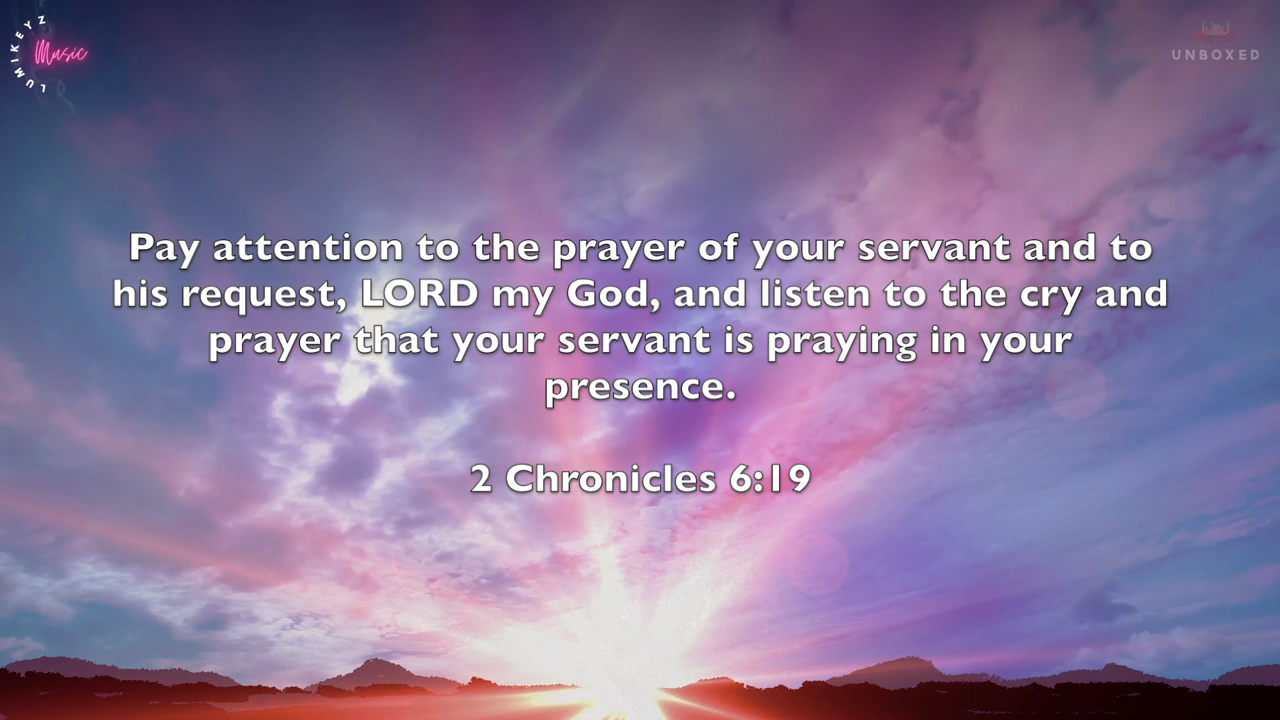 LUMIKEYZ
Music
UNBOXED
Pay attention to the prayer of your servant and to
his request, LORD my God, and listen to the cry and
prayer that your servant is praying in your
presence.
2 Chronicles 6:19